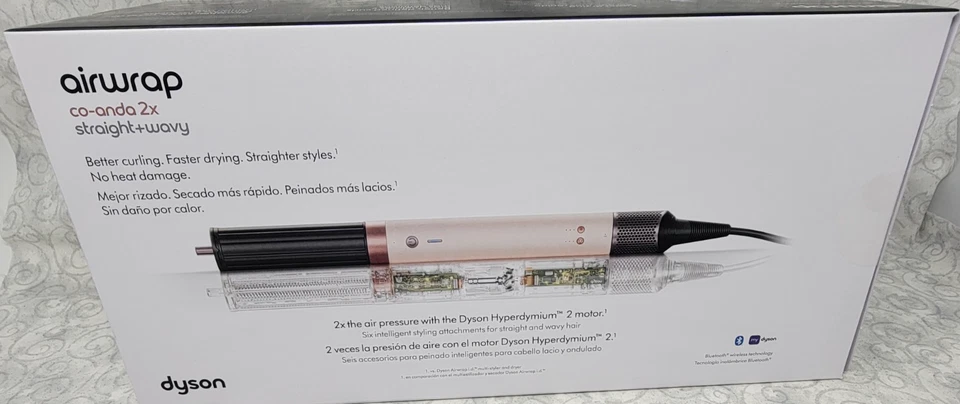 airwrap
co-anda 2x
straight+wavy
Better curling. Faster drying. Straighter styles.¹
No heat damage.
Mejor rizado. Secado más rápido. Peinados más lacios.¹
Sin daño por calor.
2x the air pressure with the Dyson Hyperdymium™ 2 motor.¹
Six intelligent styling attachments for straight and wavy hair
2 veces la presión de aire con el motor Dyson Hyperdymium™ 2.¹
Seis accesorios para peinado inteligentes para cabello lacio y ondulado
my dyson
Bluetooth® wireless technology
Tecnología inalámbrica Bluetooth®
dyson